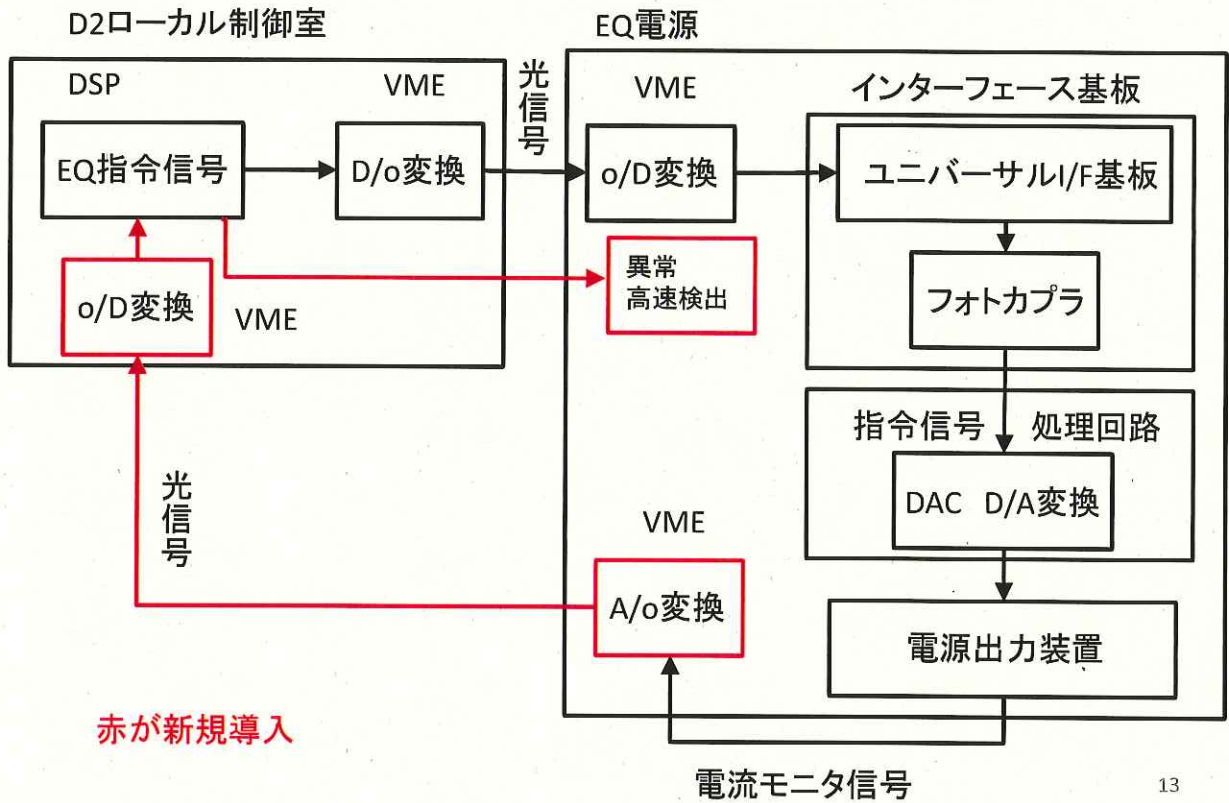 D2ローカル制御室
EQ電源
DSP
VME
光信号
VME
インターフェース基板
EQ指令信号
D/o変換
o/D変換
ユニバーサルI/F基板
異常
高速検出
フォトカプラ
o/D変換
VME
指令信号 処理回路
DAC D/A変換
光信号
VME
A/o変換
電源出力装置
赤が新規導入
電流モニタ信号
13